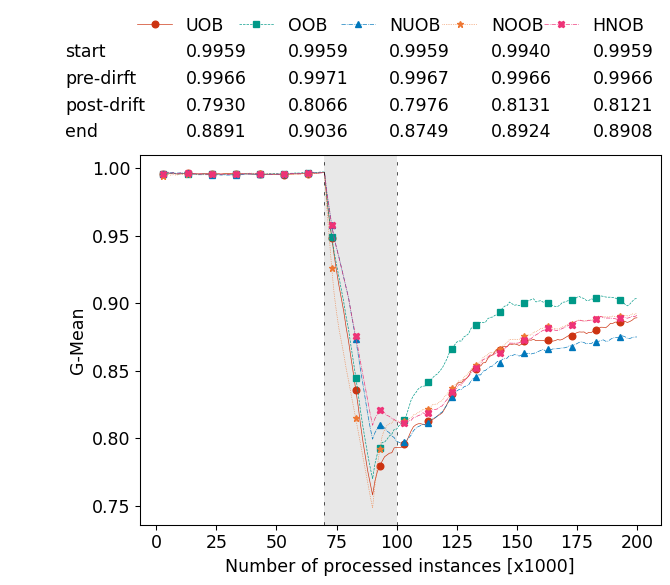 UOB OOB NUOB NOOB HNOB
start 0.9959 0.9959 0.9959 0.9940 0.9959
pre-dirft 0.9966 0.9971 0.9967 0.9966 0.9966
post-drift 0.7930 0.8066 0.7976 0.8131 0.8121
end 0.8891 0.9036 0.8749 0.8924 0.8908
1.00
0.95
0.90
0.85
0.80
0.75
G-Mean
0 25 50 75 100 125 150 175 200
Number of processed instances [x1000]